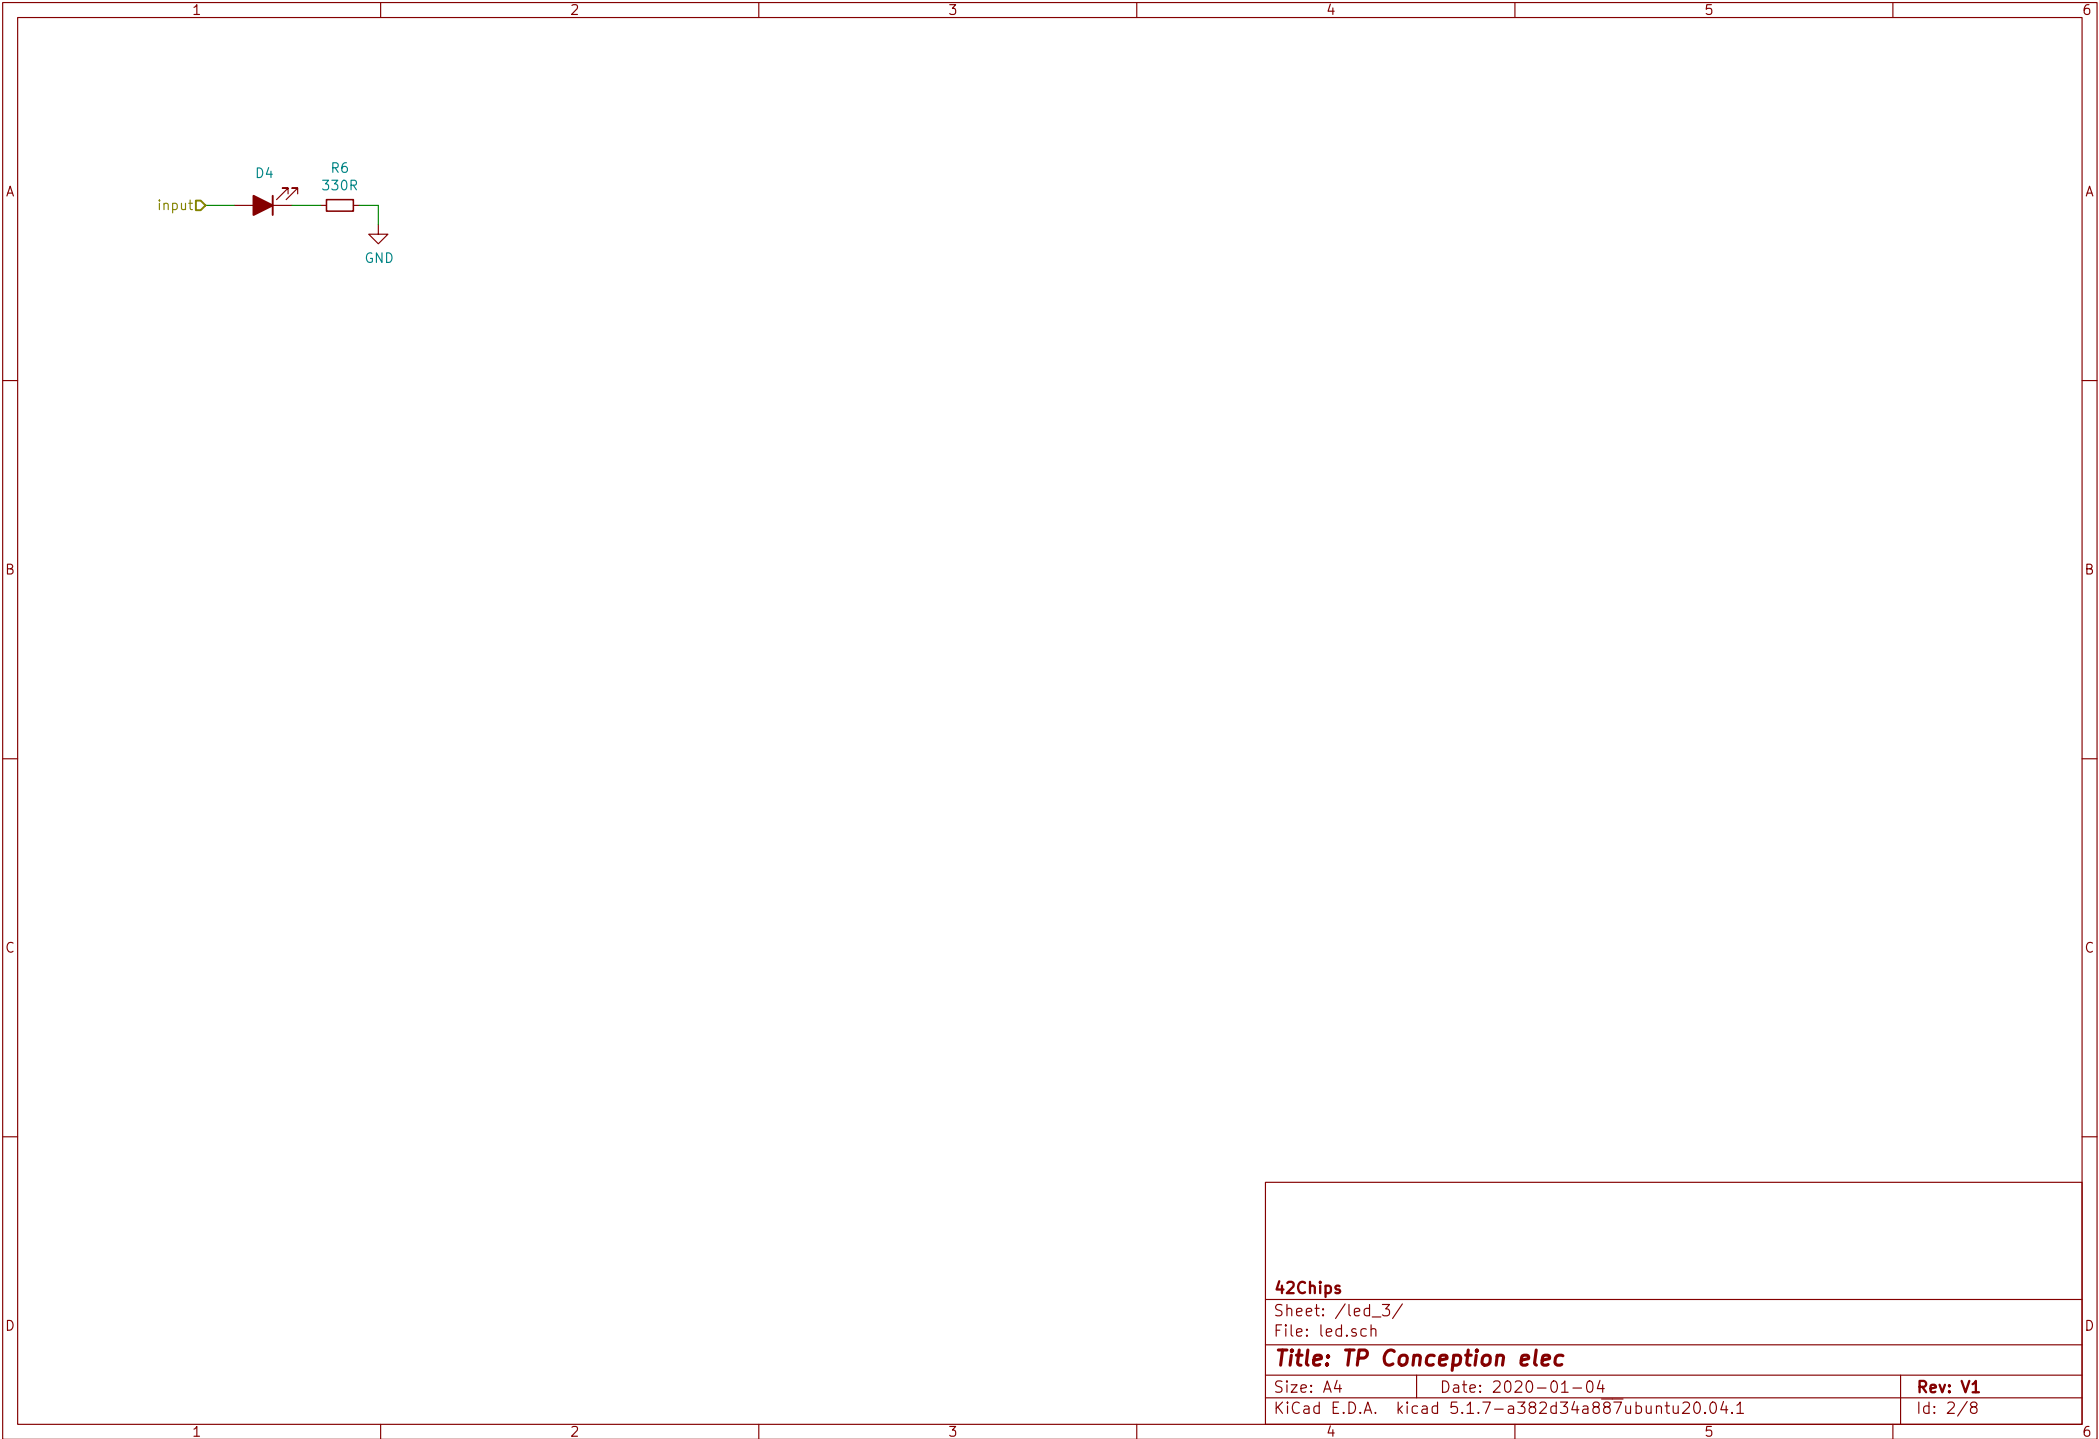 1 2 3 4 5 6
R6
D4
330R
A A
input
GND
B B
C C
42Chips
Sheet: /led_3/
D D
File: led.sch
Title: TP Conception elec
Size: A4 Date: 2020-01-04 Rev: V1
KiCad E.D.A. kicad 5.1.7-a382d34a887ubuntu20.04.1 Id: 2/8
1 2 3 4 5 6